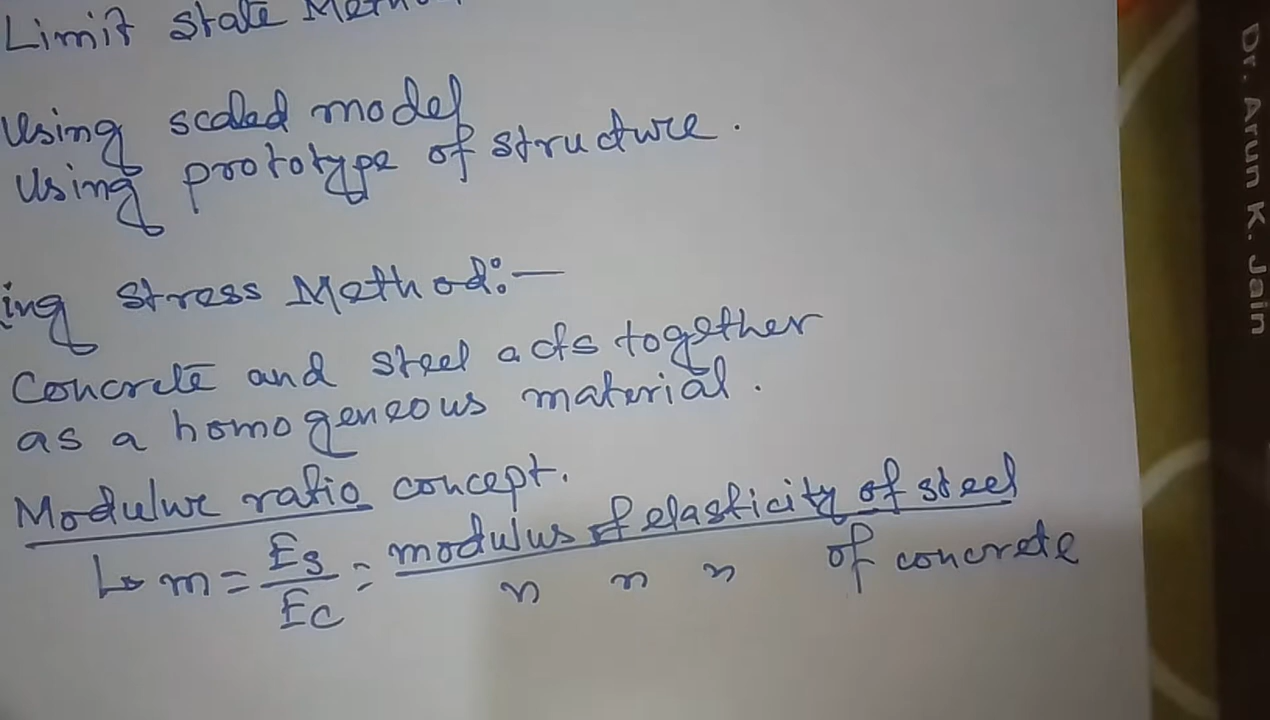 Limit state Meth
Using scaled model
Using prototype of structure.
ing stress Method:-
Concrete and steel acts together
as a homogeneous material.
Modular ratio concept.
↳ m = Es/Ec = modulus of elasticity of steel
" " " of concrete
Dr. Arun K. Jain